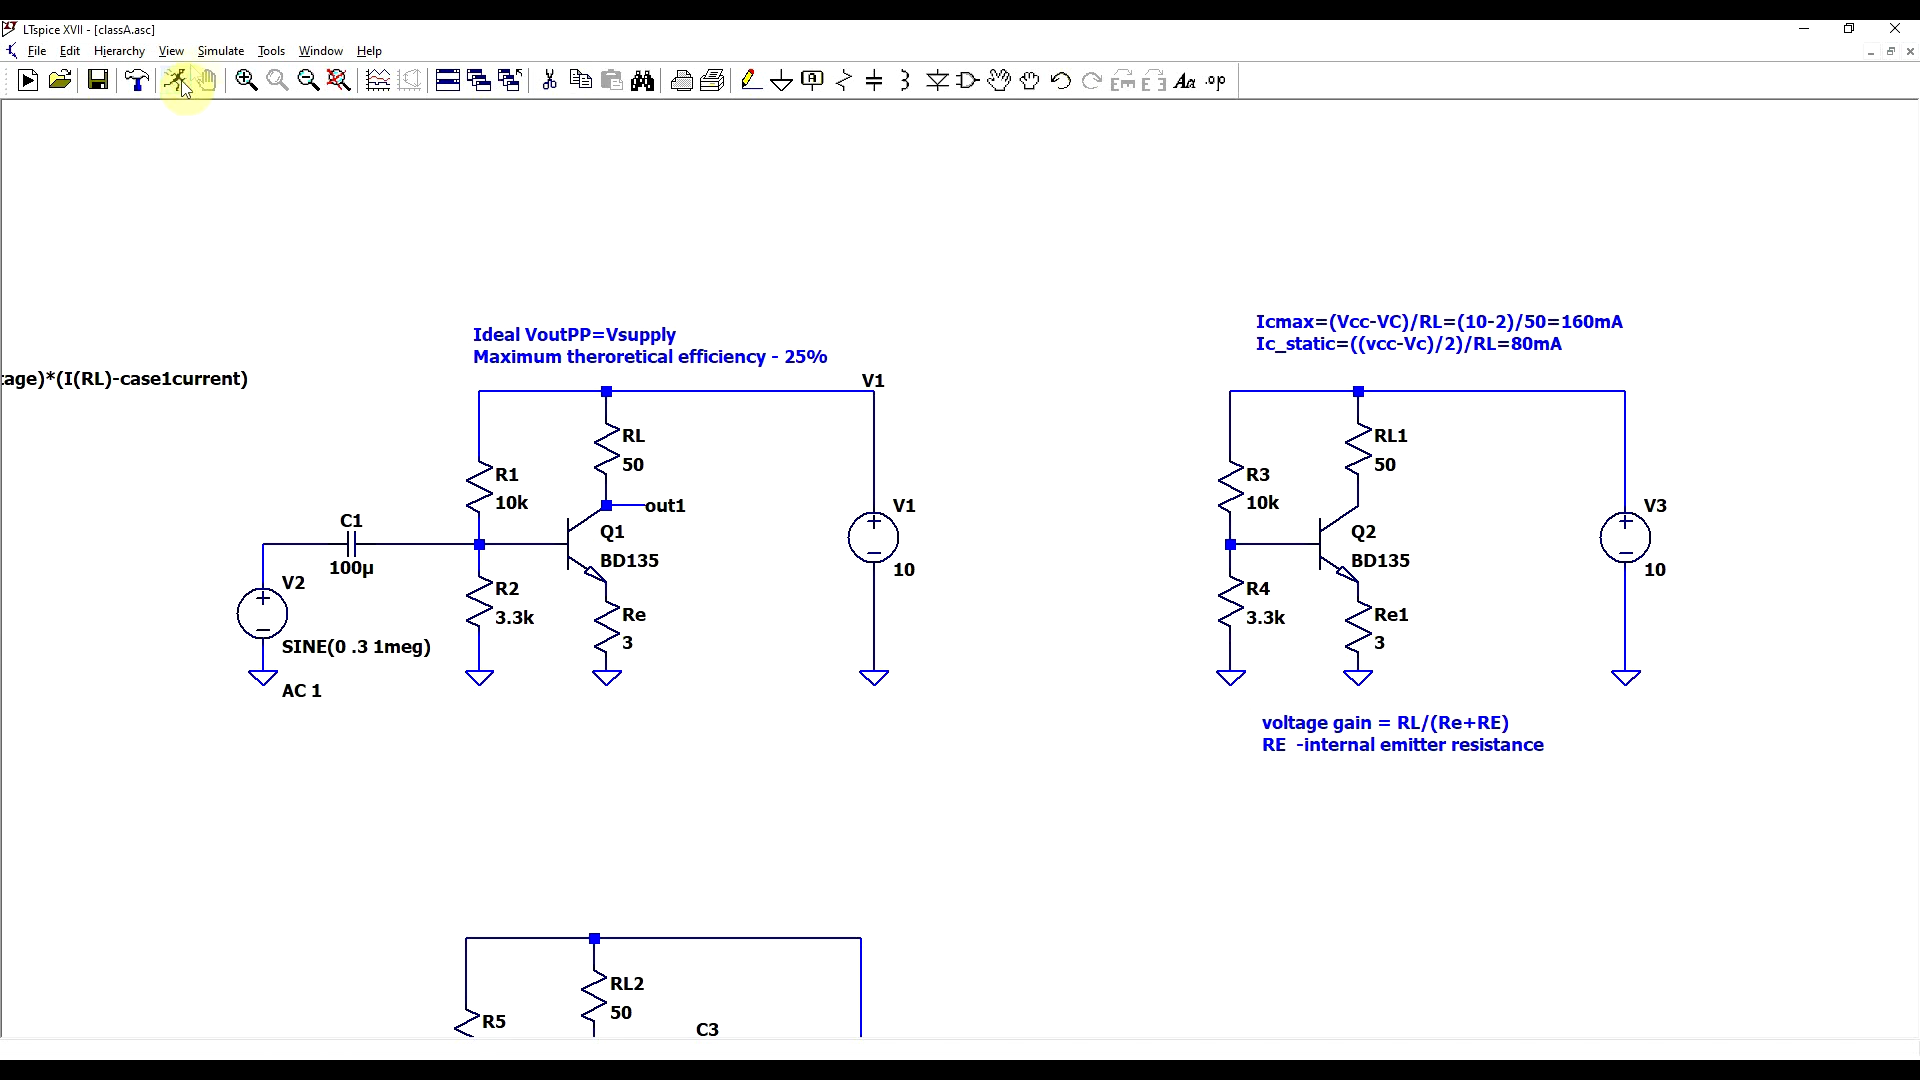 LTspice XVII - [classA.asc]
File Edit Hierarchy View Simulate Tools Window Help
Aa .op
Icmax=(Vcc-VC)/RL=(10-2)/50=160mA
Ic_static=((vcc-Vc)/2)/RL=80mA
Ideal VoutPP=Vsupply
Maximum theroretical efficiency - 25%
tage)*(I(RL)-case1current)
V1
RL
50
R1
10k
out1
C1
100µ
Q1
BD135
V1
10
V2
SINE(0 .3 1meg)
AC 1
R2
3.3k
Re
3
RL1
50
R3
10k
Q2
BD135
V3
10
R4
3.3k
Re1
3
voltage gain = RL/(Re+RE)
RE -internal emitter resistance
RL2
50
R5
C3